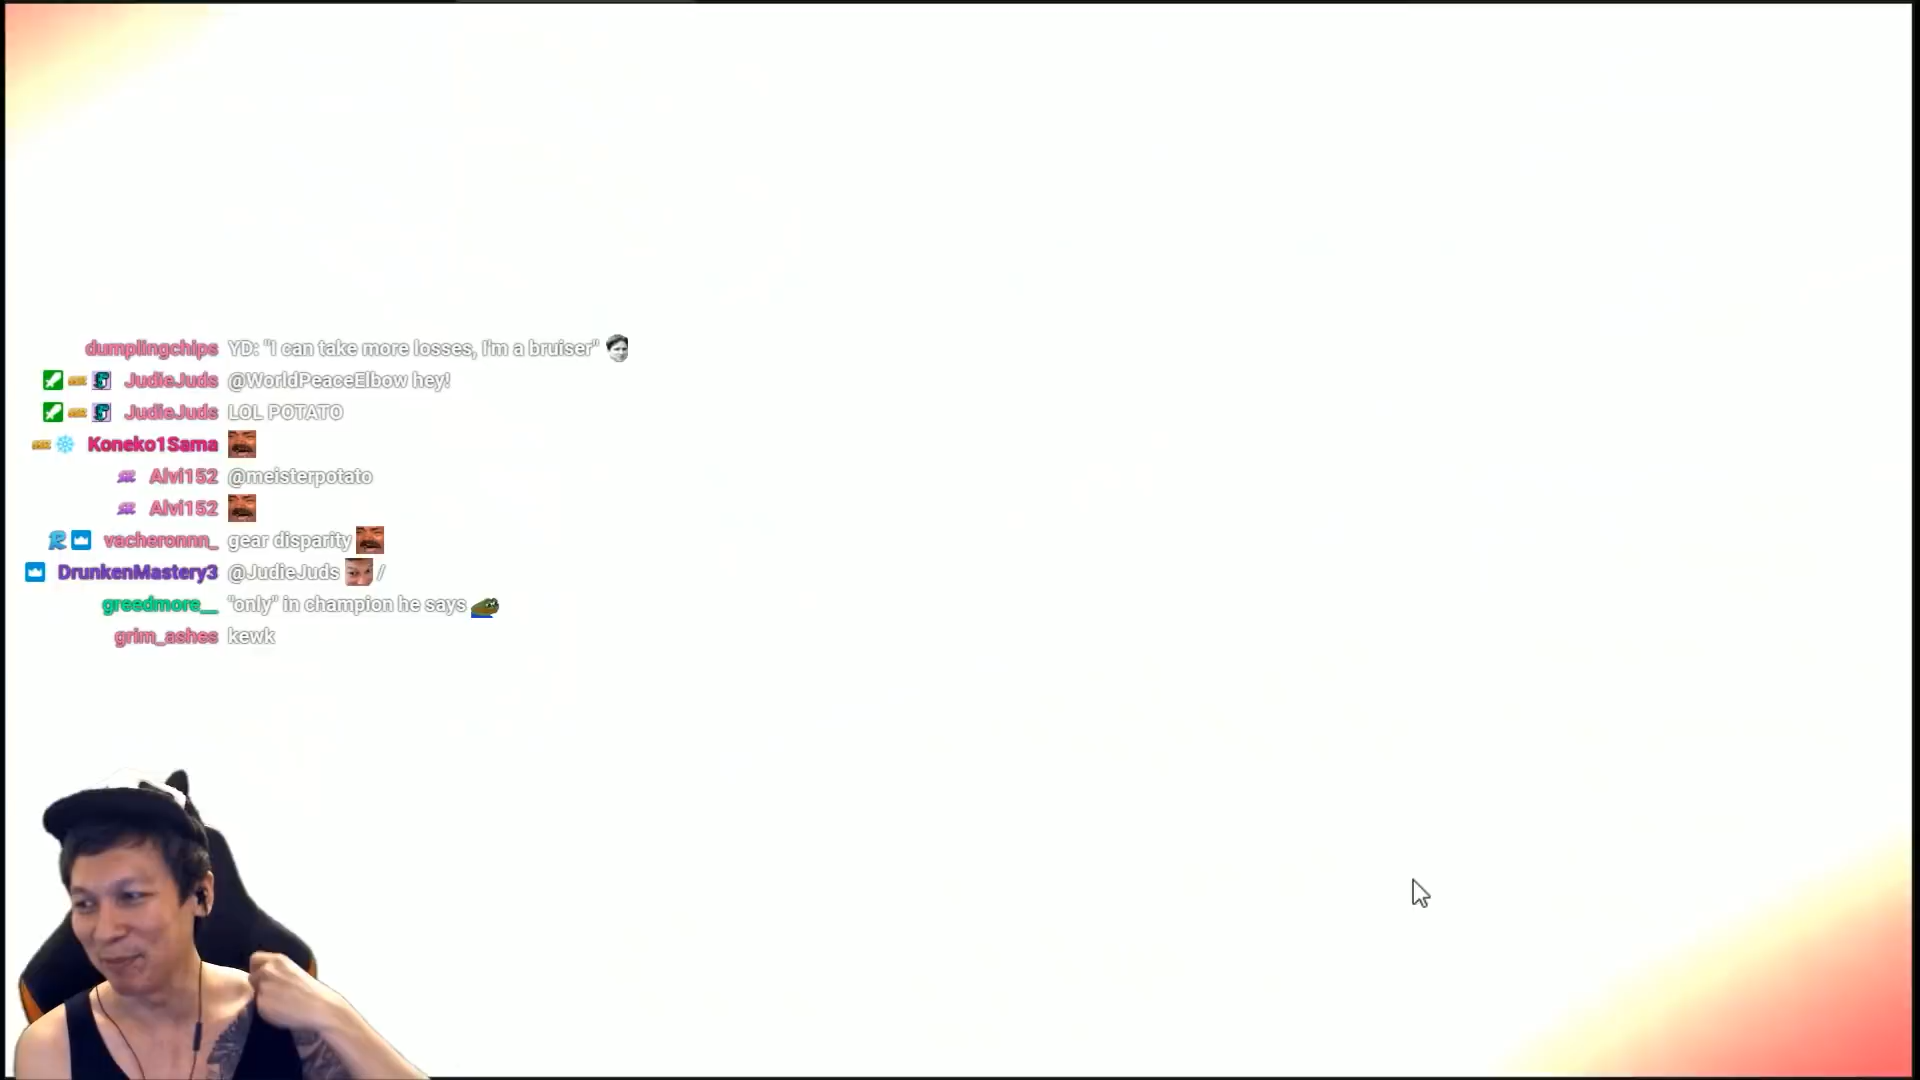 dumplingchips YD: "I can take more losses, I'm a bruiser"
JudieJuds @WorldPeaceElbow hey!
JudieJuds LOL POTATO
Koneko1Sama
Alvi152 @meisterpotato
Alvi152
vacheronnn_ gear disparity
DrunkenMastery3 @JudieJuds /
greedmore__ "only" in champion he says
grim_ashes kewk